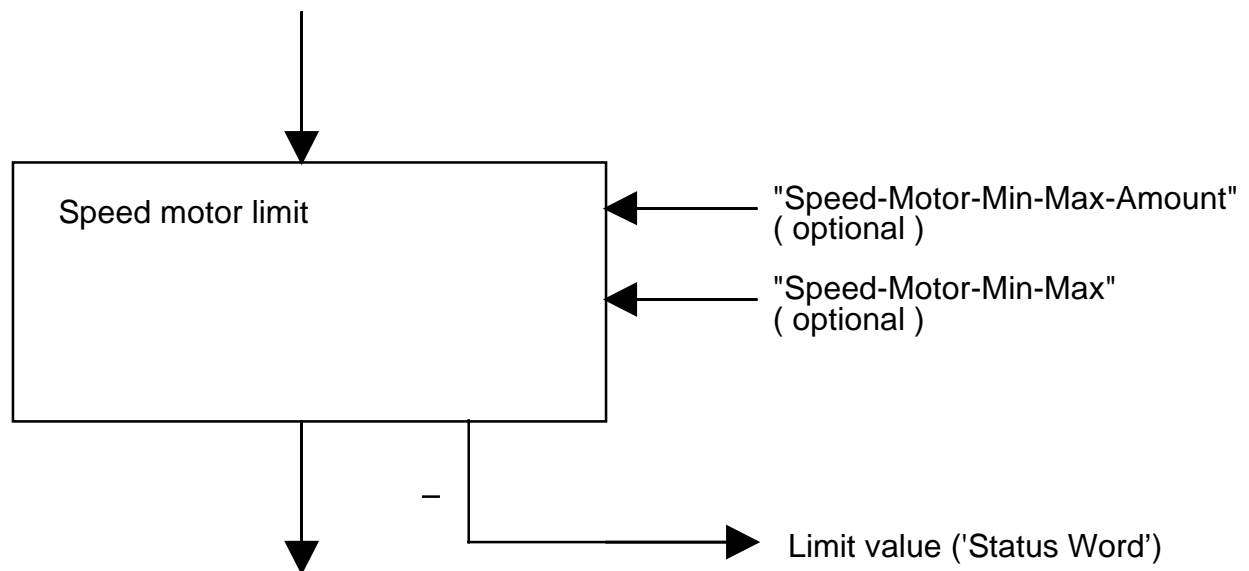 Speed motor limit
"Speed-Motor-Min-Max-Amount"
( optional )
"Speed-Motor-Min-Max"
( optional )
–
Limit value ('Status Word’)